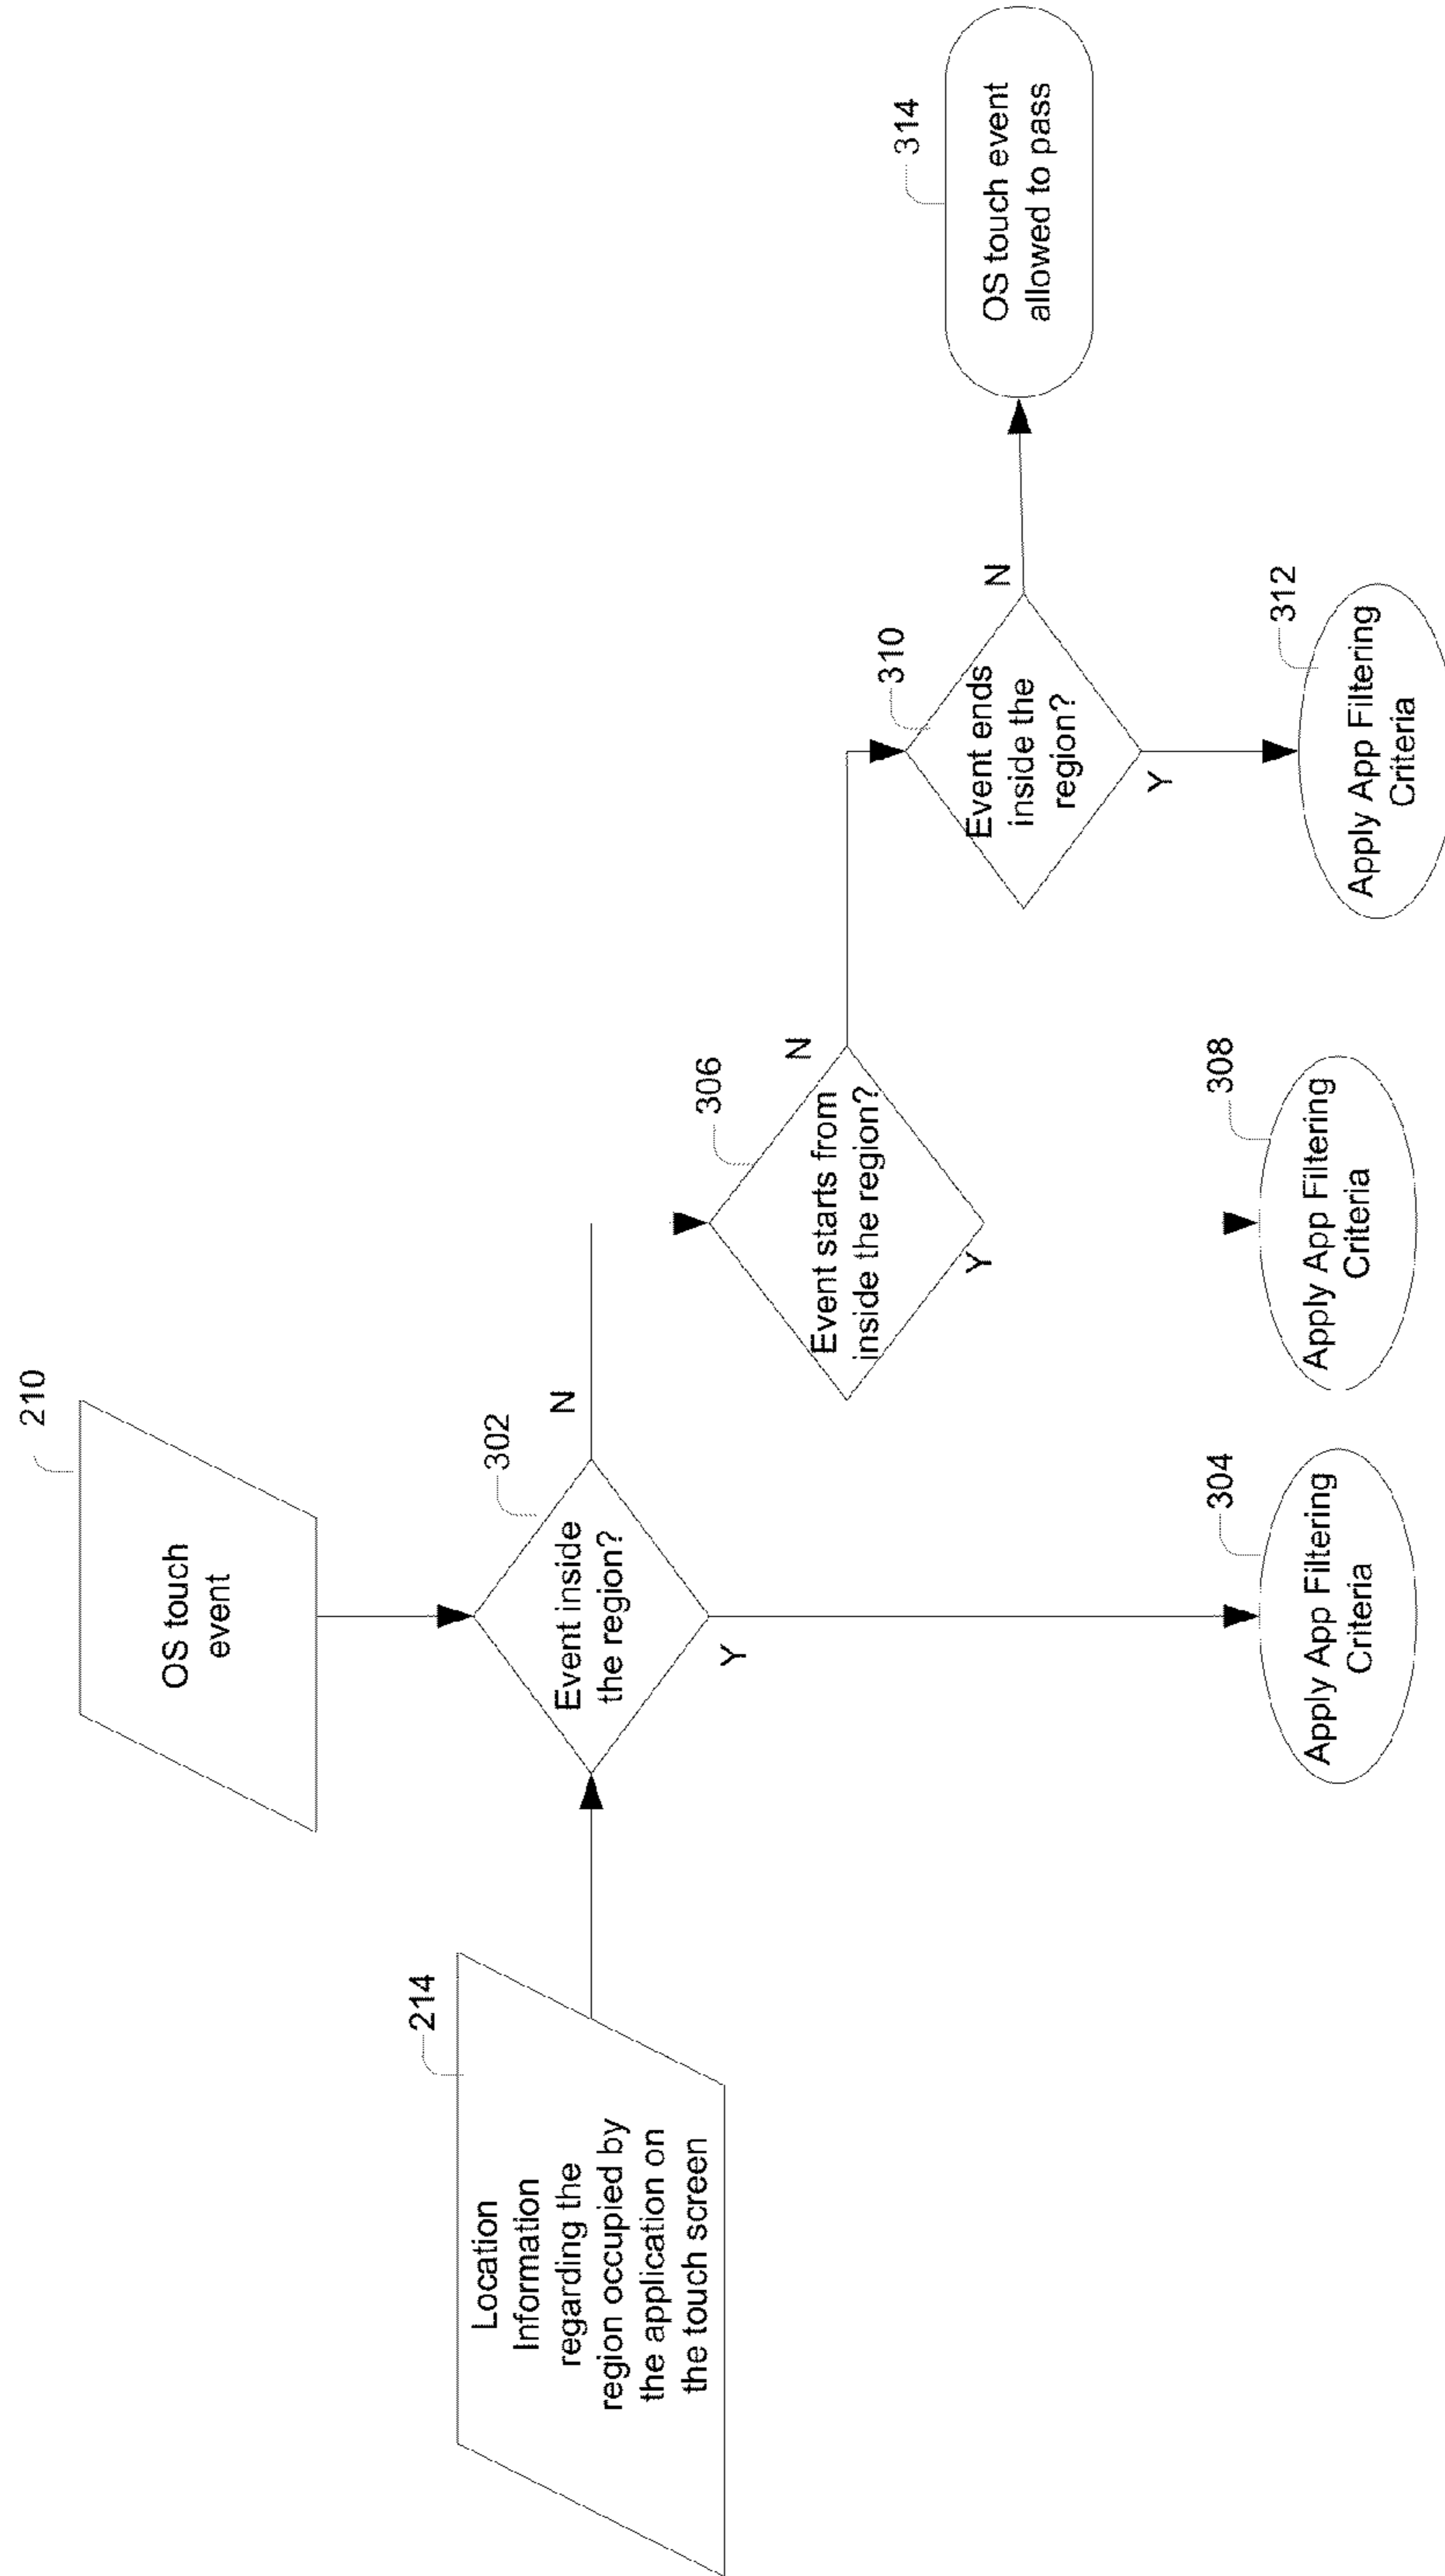 210
OS touch
event
214
Location
Information
regarding the
region occupied by
the application on
the touch screen
302
Event inside
the region?
N
Y
304
Apply App Filtering
Criteria
306
Event starts from
inside the region?
N
Y
308
Apply App Filtering
Criteria
310
Event ends
inside the
region?
N
Y
312
Apply App Filtering
Criteria
314
OS touch event
allowed to pass